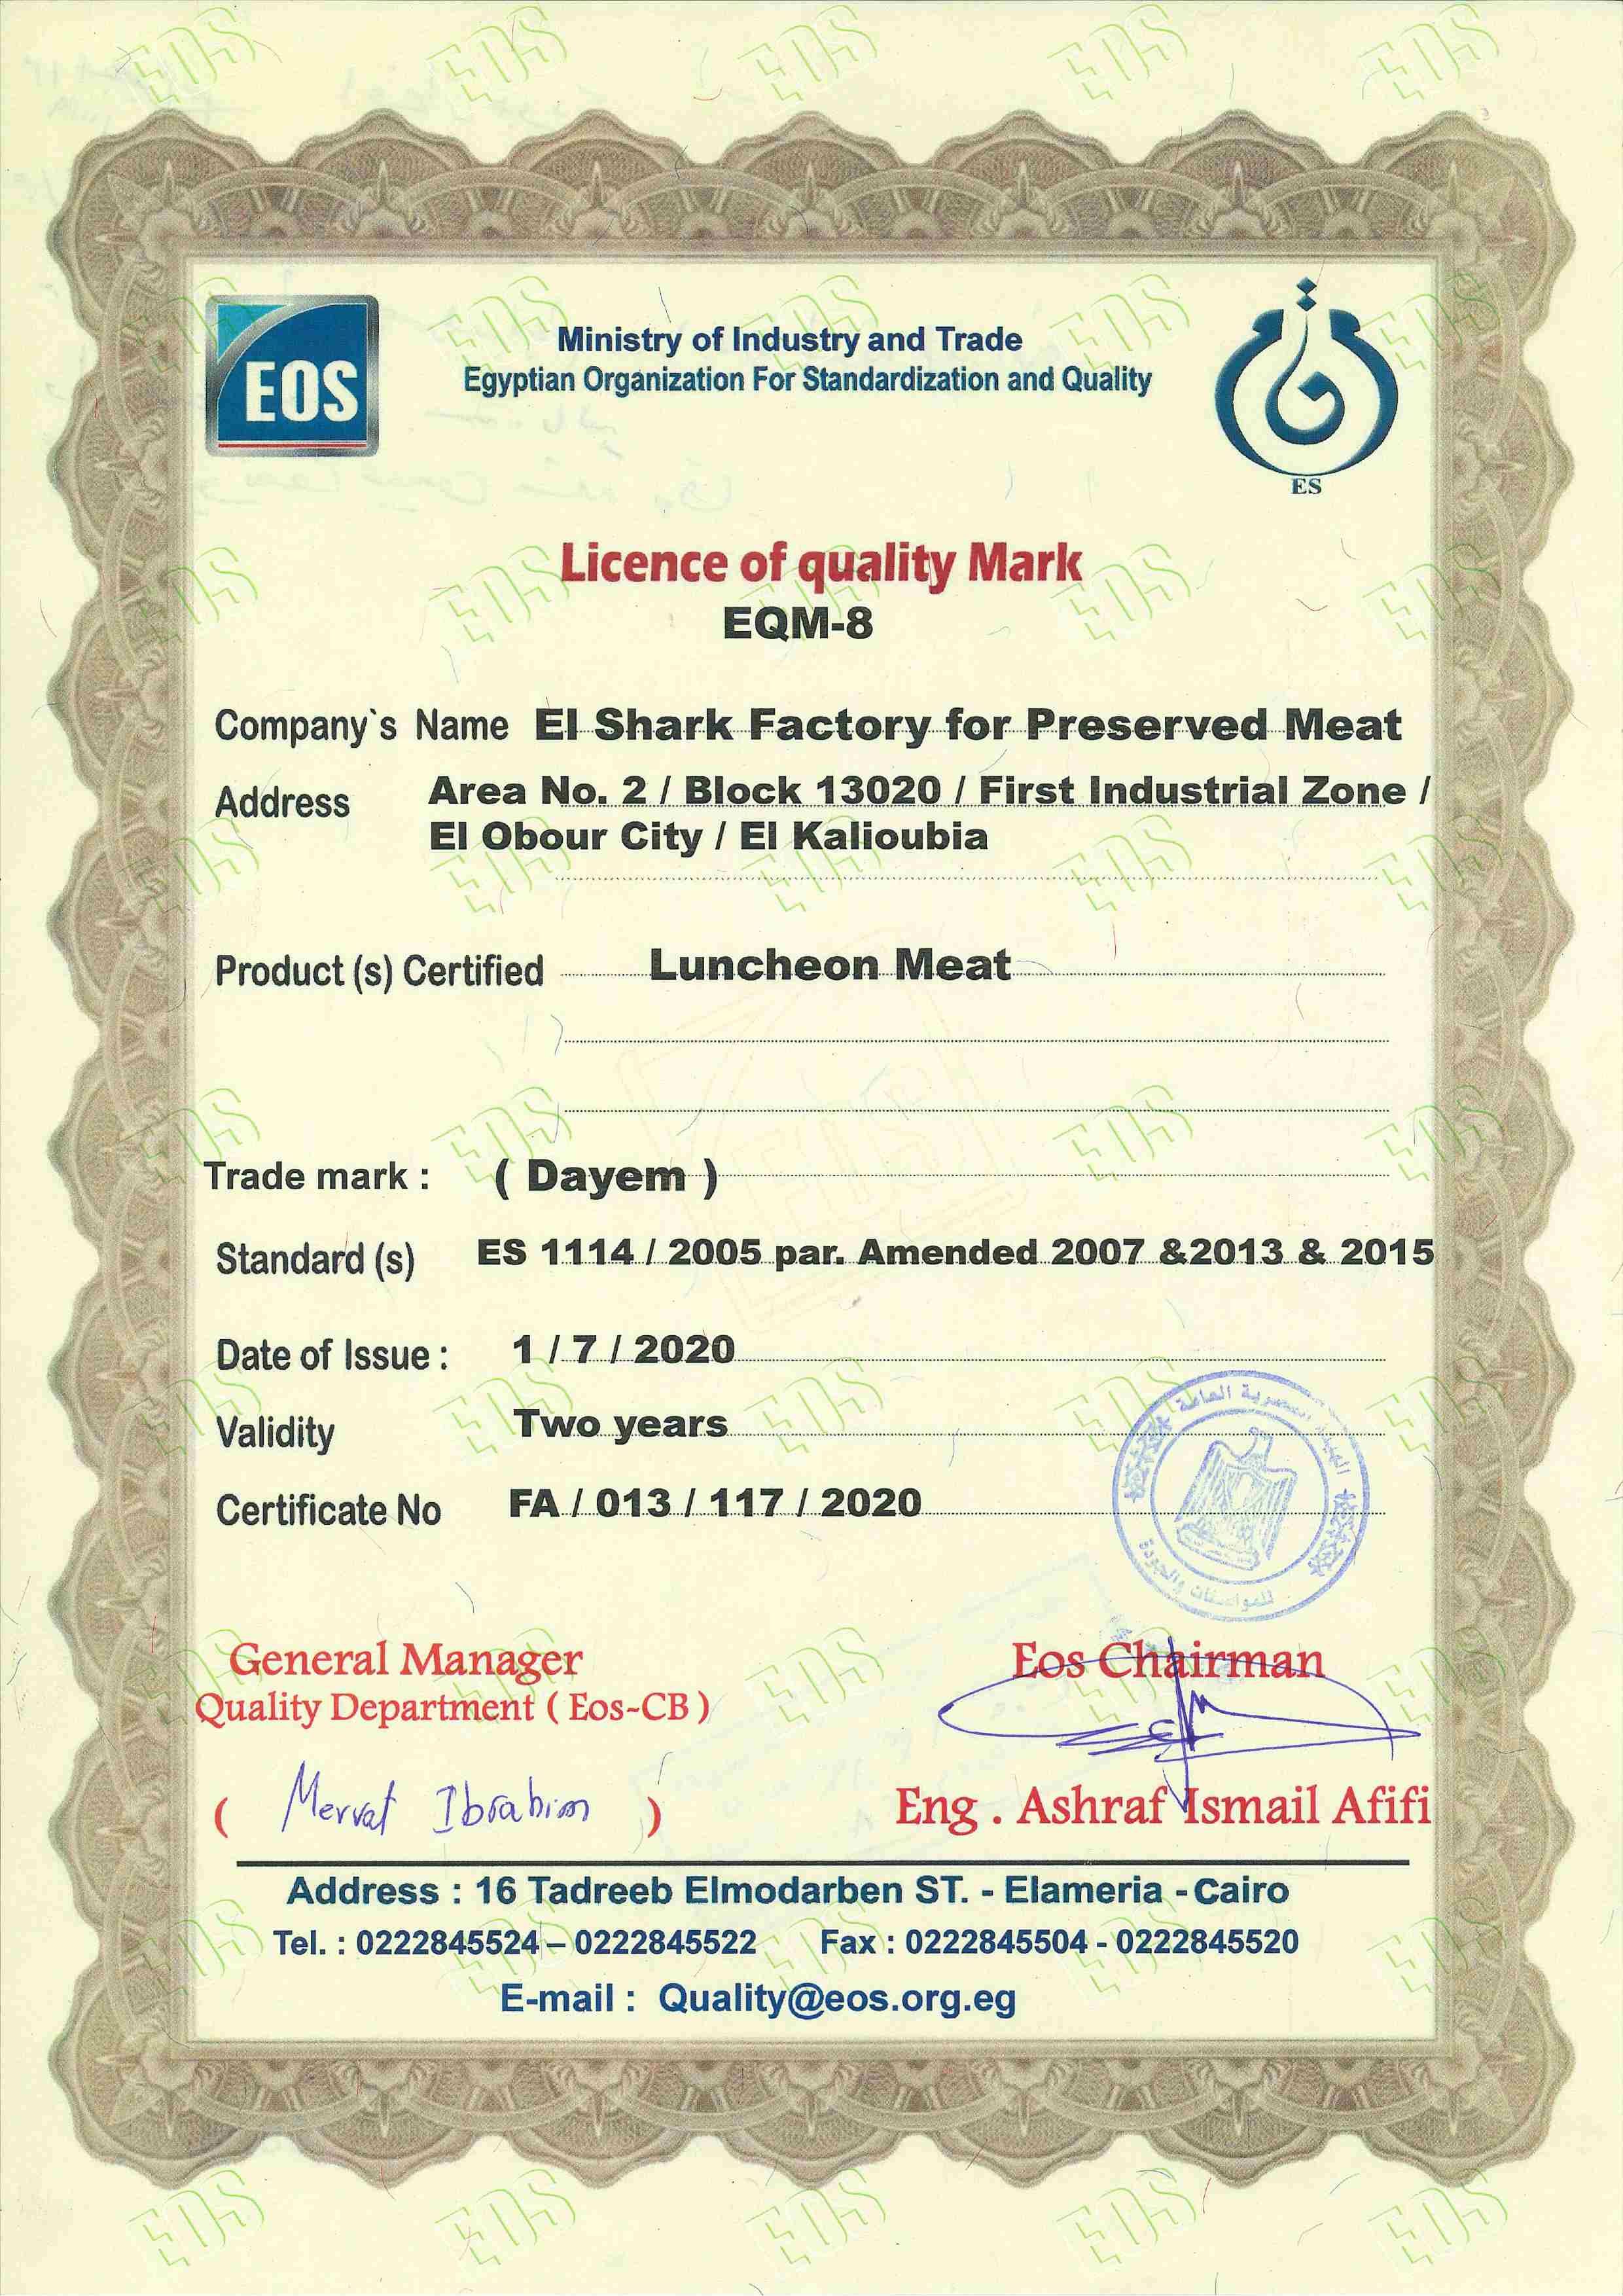 EOS
Ministry of Industry and Trade
Egyptian Organization For Standardization and Quality
ES
Licence of quality Mark
EQM-8
Company`s Name El Shark Factory for Preserved Meat
Address Area No. 2 / Block 13020 / First Industrial Zone /
El Obour City / El Kalioubia
Product (s) Certified Luncheon Meat
Trade mark : ( Dayem )
Standard (s) ES 1114 / 2005 par. Amended 2007 &2013 & 2015
Date of Issue : 1 / 7 / 2020
Validity Two years
Certificate No FA / 013 / 117 / 2020
المصرية العامة
للمواصفات والجودة
General Manager
Quality Department ( Eos-CB )
( Mervat Ibrahim )
Eos Chairman
Eng . Ashraf Ismail Afifi
Address : 16 Tadreeb Elmodarben ST. - Elameria - Cairo
Tel. : 0222845524 – 0222845522 Fax : 0222845504 - 0222845520
E-mail : Quality@eos.org.eg